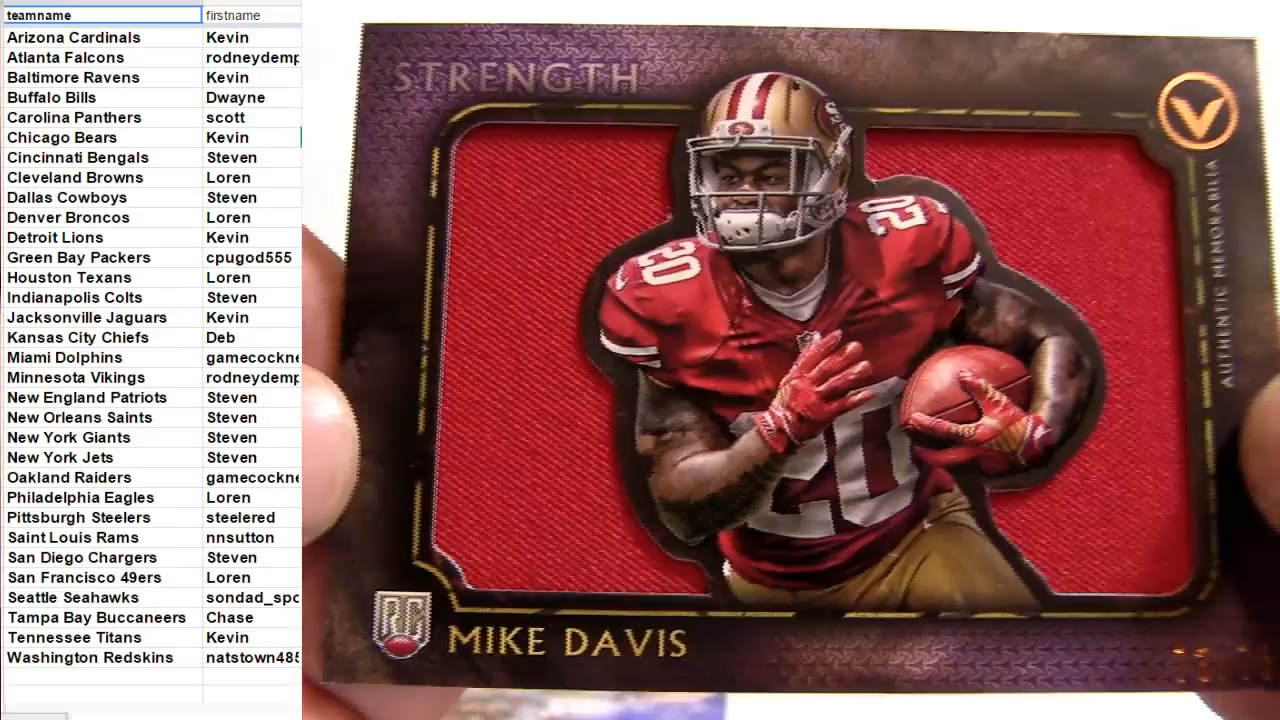 teamname firstname
Arizona Cardinals Kevin
Atlanta Falcons rodneydemp
Baltimore Ravens Kevin
Buffalo Bills Dwayne
Carolina Panthers scott
Chicago Bears Kevin
Cincinnati Bengals Steven
Cleveland Browns Loren
Dallas Cowboys Steven
Denver Broncos Loren
Detroit Lions Kevin
Green Bay Packers cpugod555
Houston Texans Loren
Indianapolis Colts Steven
Jacksonville Jaguars Kevin
Kansas City Chiefs Deb
Miami Dolphins gamecockne
Minnesota Vikings rodneydemp
New England Patriots Steven
New Orleans Saints Steven
New York Giants Steven
New York Jets Steven
Oakland Raiders gamecockne
Philadelphia Eagles Loren
Pittsburgh Steelers steelered
Saint Louis Rams nnsutton
San Diego Chargers Steven
San Francisco 49ers Loren
Seattle Seahawks sondad_spo
Tampa Bay Buccaneers Chase
Tennessee Titans Kevin
Washington Redskins natstown485
STRENGTH
V
AUTHENTIC MEMORABILIA
20
20
20
RC
MIKE DAVIS